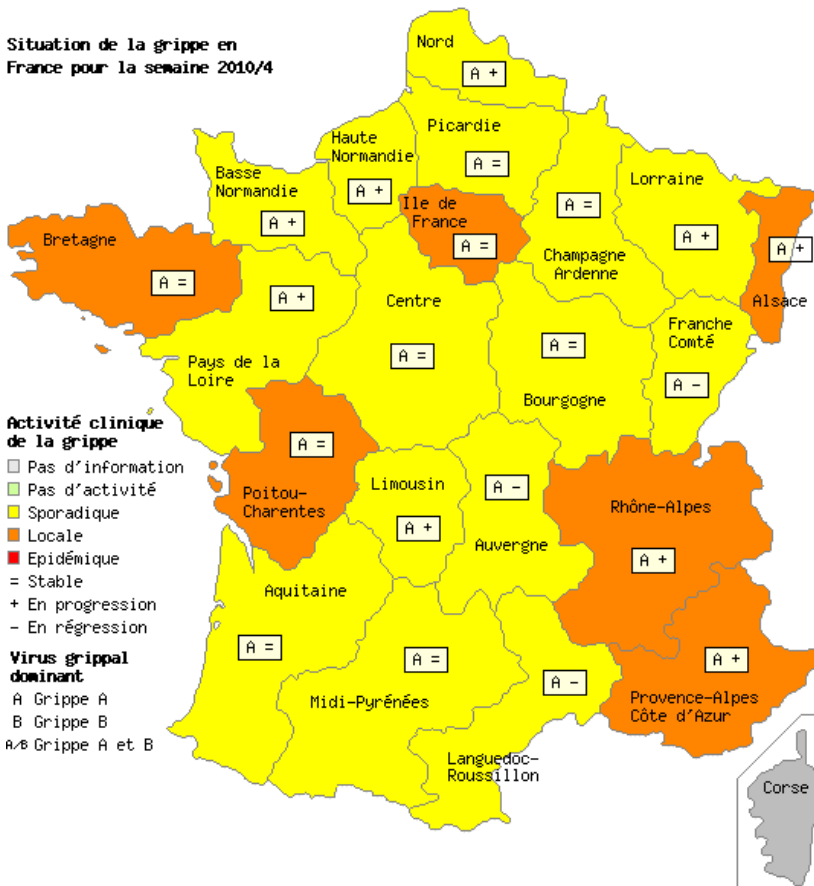 Situation de la grippe en
France pour la semaine 2010/4
Nord
A +
Picardie
A =
Haute
Normandie
A +
Basse
Normandie
A +
Ile de
France
A =
Champagne
Ardenne
A =
Lorraine
A +
Alsace
A +
Bretagne
A =
Pays de la
Loire
A +
Centre
A =
Bourgogne
A =
Franche
Comté
A -
Poitou-
Charentes
A =
Limousin
A +
Auvergne
A -
Rhône-Alpes
A +
Aquitaine
A =
Midi-Pyrénées
A =
Languedoc-
Roussillon
A -
Provence-Alpes
Côte d'Azur
A +
Corse
Activité clinique
de la grippe
Pas d'information
Pas d'activité
Sporadique
Locale
Epidémique
= Stable
+ En progression
- En régression
Virus grippal
dominant
A Grippe A
B Grippe B
A/B Grippe A et B